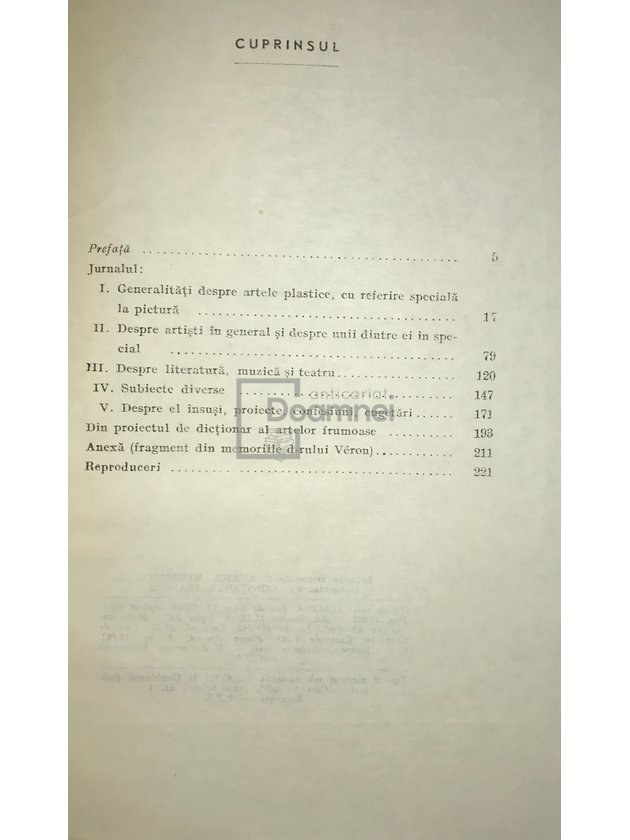 CUPRINSUL
Prefață 5
Jurnalul:
I. Generalități despre artele plastice, cu referire specială
la pictură 17
II. Despre artiști în general și despre unii dintre ei în spe-
cial 79
III. Despre literatură, muzică și teatru 120
IV. Subiecte diverse 147
anticariat
Doamnei
V. Despre el însuși, proiecte, confesiuni, cugetări 171
Din proiectul de dicționar al artelor frumoase 193
Anexă (fragment din memoriile d-rului Véron) 211
Reproduceri 221